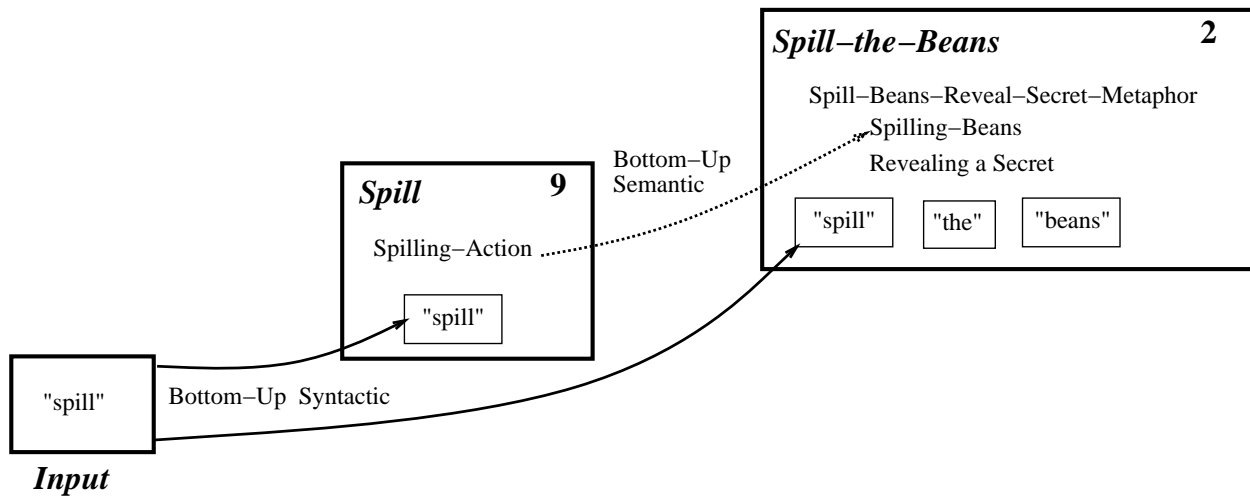 Spill–the–Beans 2
Spill–Beans–Reveal–Secret–Metaphor
Spilling–Beans
Revealing a Secret
"spill" "the" "beans"
Bottom–Up
Semantic
Spill 9
Spilling–Action
"spill"
"spill"
Bottom–Up Syntactic
Input